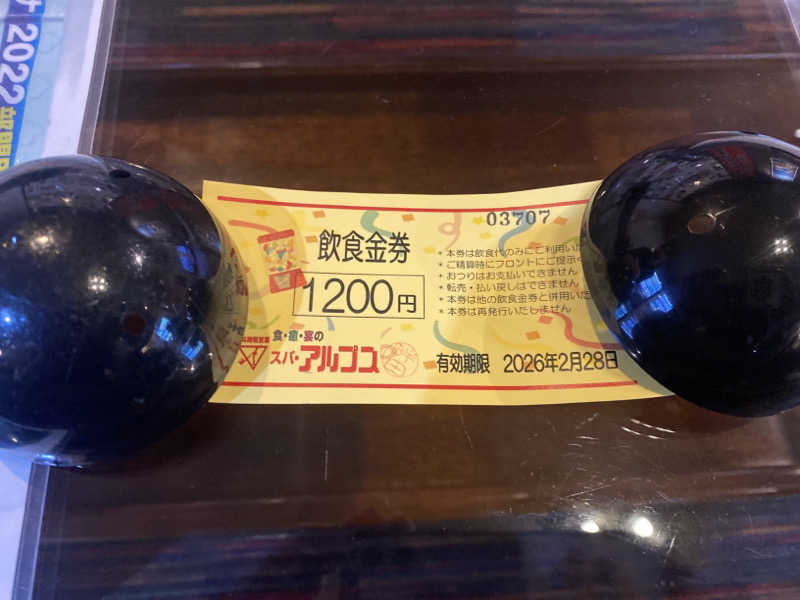 2022
03707
飲食金券
1200円
* 本券は飲食代のみにご利用いた
* ご精算時にフロントにご提示く
* おつりはお支払いできません
* 転売・払い戻しはできません
* 本券は他の飲食金券と併用いた
* 本券は再発行いたしません
食・遊・宴の
スパ・アルプス
有効期限 2026年2月28日